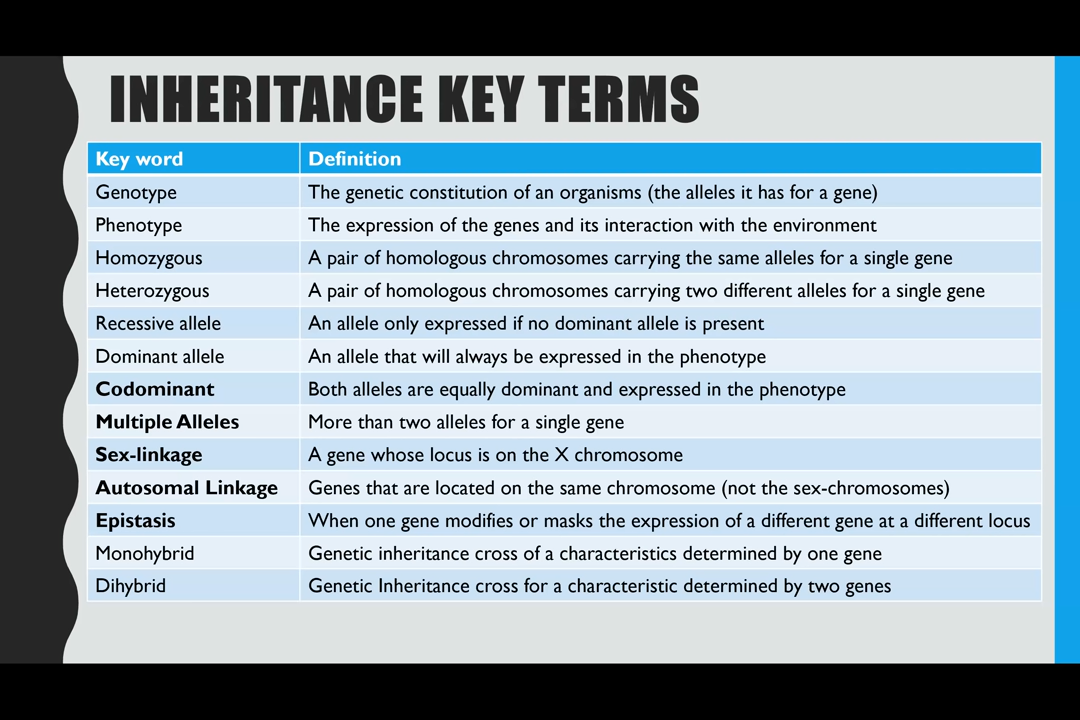 INHERITANCE KEY TERMS
Key word Definition
Genotype The genetic constitution of an organisms (the alleles it has for a gene)
Phenotype The expression of the genes and its interaction with the environment
Homozygous A pair of homologous chromosomes carrying the same alleles for a single gene
Heterozygous A pair of homologous chromosomes carrying two different alleles for a single gene
Recessive allele An allele only expressed if no dominant allele is present
Dominant allele An allele that will always be expressed in the phenotype
Codominant Both alleles are equally dominant and expressed in the phenotype
Multiple Alleles More than two alleles for a single gene
Sex-linkage A gene whose locus is on the X chromosome
Autosomal Linkage Genes that are located on the same chromosome (not the sex-chromosomes)
Epistasis When one gene modifies or masks the expression of a different gene at a different locus
Monohybrid Genetic inheritance cross of a characteristics determined by one gene
Dihybrid Genetic Inheritance cross for a characteristic determined by two genes